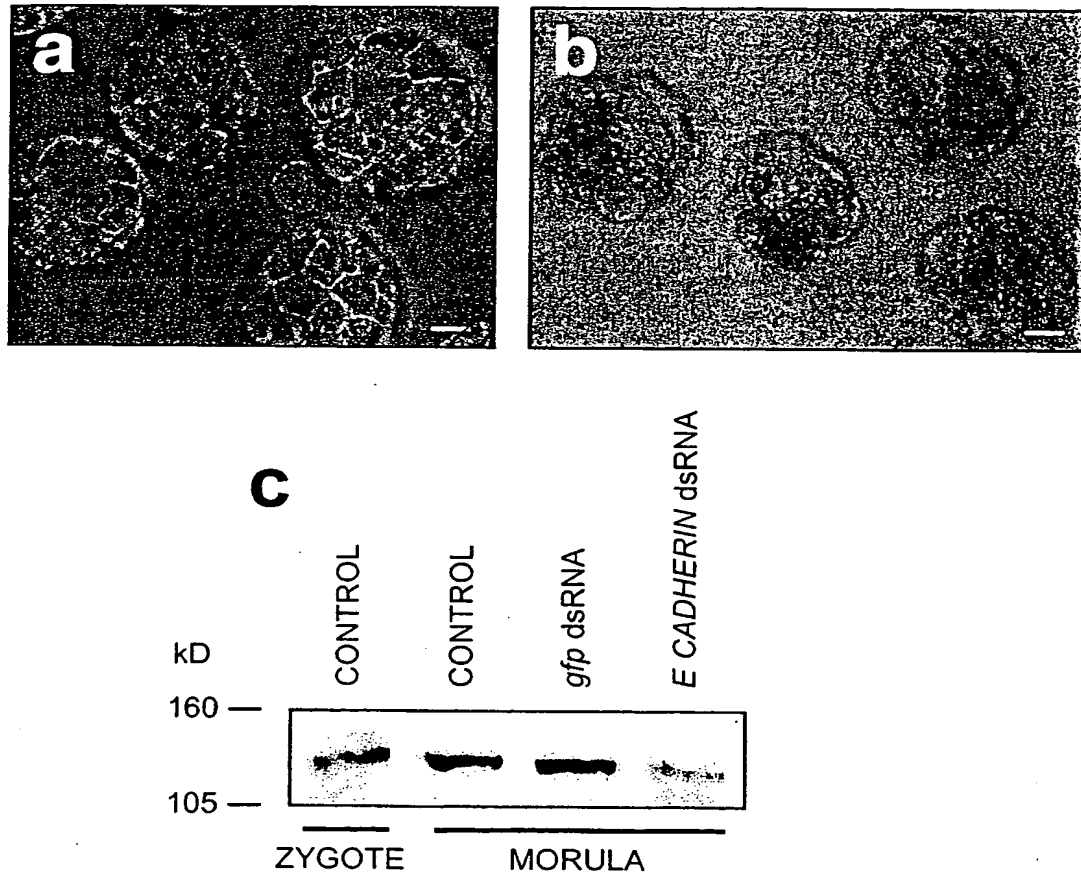 a
b
c
kD
CONTROL
CONTROL
gfp dsRNA
E CADHERIN dsRNA
160
105
ZYGOTE
MORULA